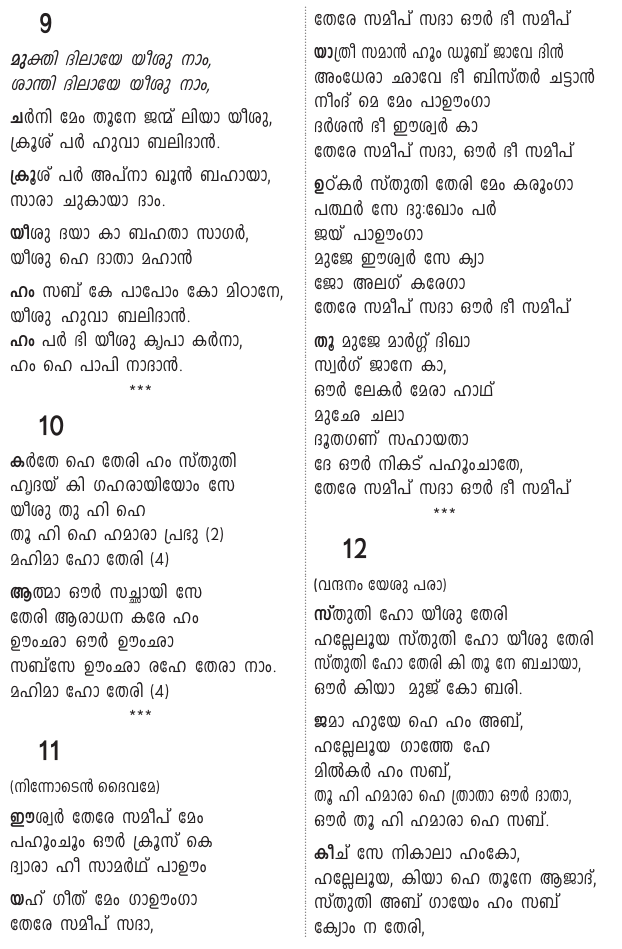 9
മുക്തി ദിലായേ യീശു നാം,
ശാന്തി ദിലായേ യീശു നാം,
ചർനി മേം തൂനേ ജന്മ് ലിയാ യീശു,
ക്രൂശ് പർ ഹുവാ ബലിദാൻ.
ക്രൂശ് പർ അപ്നാ ഖൂൻ ബഹായാ,
സാരാ ചുകായാ ദാം.
യീശു ദയാ കാ ബഹതാ സാഗർ,
യീശു ഹെ ദാതാ മഹാൻ
ഹം സബ് കേ പാപോം കോ മിഠാനേ,
യീശു ഹുവാ ബലിദാൻ.
ഹം പർ ഭി യീശു കൃപാ കർനാ,
ഹം ഹെ പാപി നാദാൻ.
***
10
കർതേ ഹെ തേരി ഹം സ്തുതി
ഹൃദയ് കി ഗഹരായിയോം സേ
യീശു തു ഹി ഹെ
തൂ ഹി ഹെ ഹമാരാ പ്രഭു (2)
മഹിമാ ഹോ തേരി (4)
ആത്മാ ഔർ സച്ഛായി സേ
തേരി ആരാധന കരേ ഹം
ഊംഛാ ഔർ ഊംഛാ
സബ്സേ ഊംഛാ രഹേ തേരാ നാം.
മഹിമാ ഹോ തേരി (4)
***
11
(നിന്നോടെൻ ദൈവമേ)
ഈശ്വർ തേരേ സമീപ് മേം
പഹൂംചൂം ഔർ ക്രൂസ് കെ
ദ്വാരാ ഹീ സാമർഥ് പാഊം
യഹ് ഗീത് മേം ഗാഊംഗാ
തേരേ സമീപ് സദാ,
തേരേ സമീപ് സദാ ഔർ ഭീ സമീപ്
യാത്രീ സമാൻ ഹും ഡൂബ് ജാവേ ദിൻ
അംധേരാ ഛാവേ ഭീ ബിസ്തർ ചട്ടാൻ
നീംദ് മെ മേം പാഊംഗാ
ദർശൻ ഭീ ഈശ്വർ കാ
തേരേ സമീപ് സദാ, ഔർ ഭീ സമീപ്
ഉഠ്കർ സ്തുതി തേരി മേം കരൂംഗാ
പത്ഥർ സേ ദു:ഖോം പർ
ജയ് പാഊംഗാ
മുജേ ഈശ്വർ സേ ക്യാ
ജോ അലഗ് കരേഗാ
തേരേ സമീപ് സദാ ഔർ ഭീ സമീപ്
തൂ മുജേ മാർഗ്ഗ് ദിഖാ
സ്വർഗ് ജാനേ കാ,
ഔർ ലേകർ മേരാ ഹാഥ്
മുഛേ ചലാ
ദൂതഗണ് സഹായതാ
ദേ ഔർ നികട് പഹൂംചാതേ,
തേരേ സമീപ് സദാ ഔർ ഭീ സമീപ്
***
12
(വന്ദനം യേശു പരാ)
സ്തുതി ഹോ യീശു തേരി
ഹല്ലേലൂയ സ്തുതി ഹോ യീശു തേരി
സ്തുതി ഹോ തേരി കി തൂ നേ ബചായാ,
ഔർ കിയാ മുജ് കോ ബരി.
ജമാ ഹുയേ ഹെ ഹം അബ്,
ഹല്ലേലൂയ ഗാത്തേ ഹേ
മിൽകർ ഹം സബ്,
തൂ ഹി ഹമാരാ ഹെ ത്രാതാ ഔർ ദാതാ,
ഔർ തൂ ഹി ഹമാരാ ഹെ സബ്.
കീച് സേ നികാലാ ഹംകോ,
ഹല്ലേലൂയ, കിയാ ഹെ തൂനേ ആജാദ്,
സ്തുതി അബ് ഗായേം ഹം സബ്
ക്യോം ന തേരി,